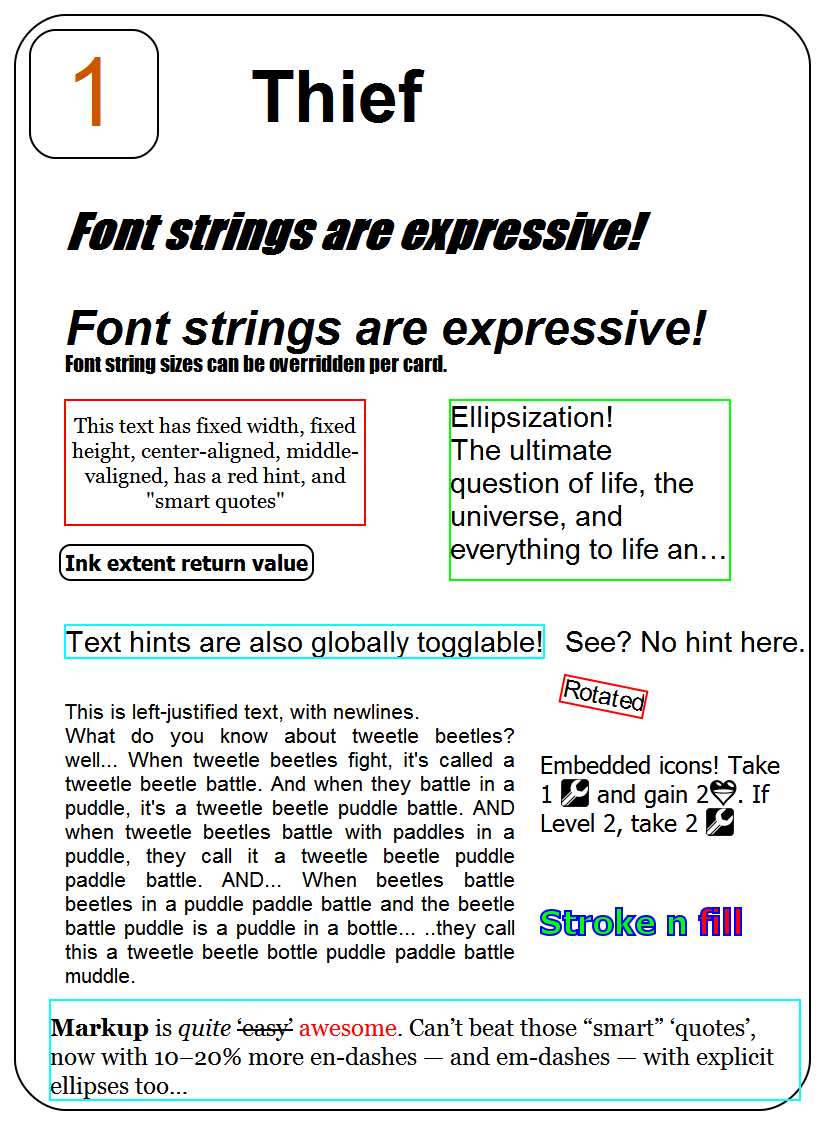 1
Thief
Font strings are expressive!
Font strings are expressive!
Font string sizes can be overridden per card.
This text has fixed width, fixed
height, center-aligned, middle-
valigned, has a red hint, and
"smart quotes"
Ellipsization!
The ultimate
question of life, the
universe, and
everything to life an…
Ink extent return value
Text hints are also globally togglable!
See? No hint here.
Rotated
This is left-justified text, with newlines.
What do you know about tweetle beetles?
well... When tweetle beetles fight, it's called a
tweetle beetle battle. And when they battle in a
puddle, it's a tweetle beetle puddle battle. AND
when tweetle beetles battle with paddles in a
puddle, they call it a tweetle beetle puddle
paddle battle. AND... When beetles battle
beetles in a puddle paddle battle and the beetle
battle puddle is a puddle in a bottle... ..they call
this a tweetle beetle bottle puddle paddle battle
muddle.
Embedded icons! Take
1 and gain 2. If
Level 2, take 2
Stroke n fill
Markup is quite ‘easy’ awesome. Can’t beat those “smart” ‘quotes’,
now with 10–20% more en-dashes — and em-dashes — with explicit
ellipses too…